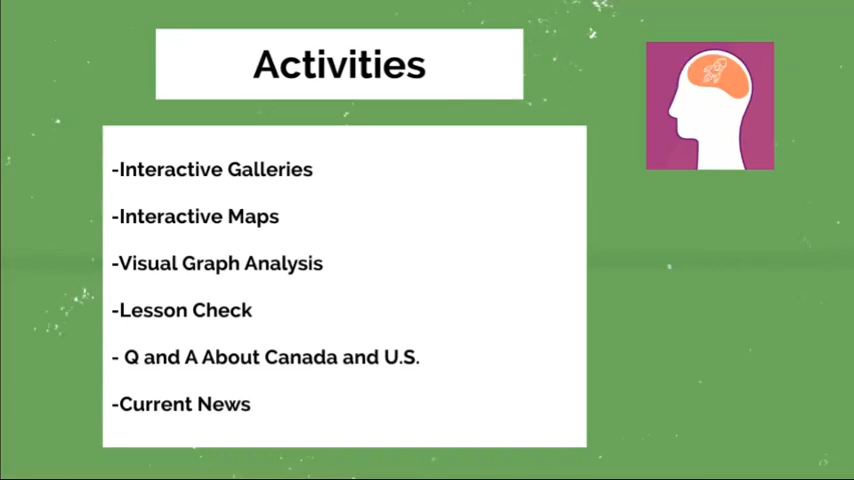 Activities
-Interactive Galleries
-Interactive Maps
-Visual Graph Analysis
-Lesson Check
- Q and A About Canada and U.S.
-Current News